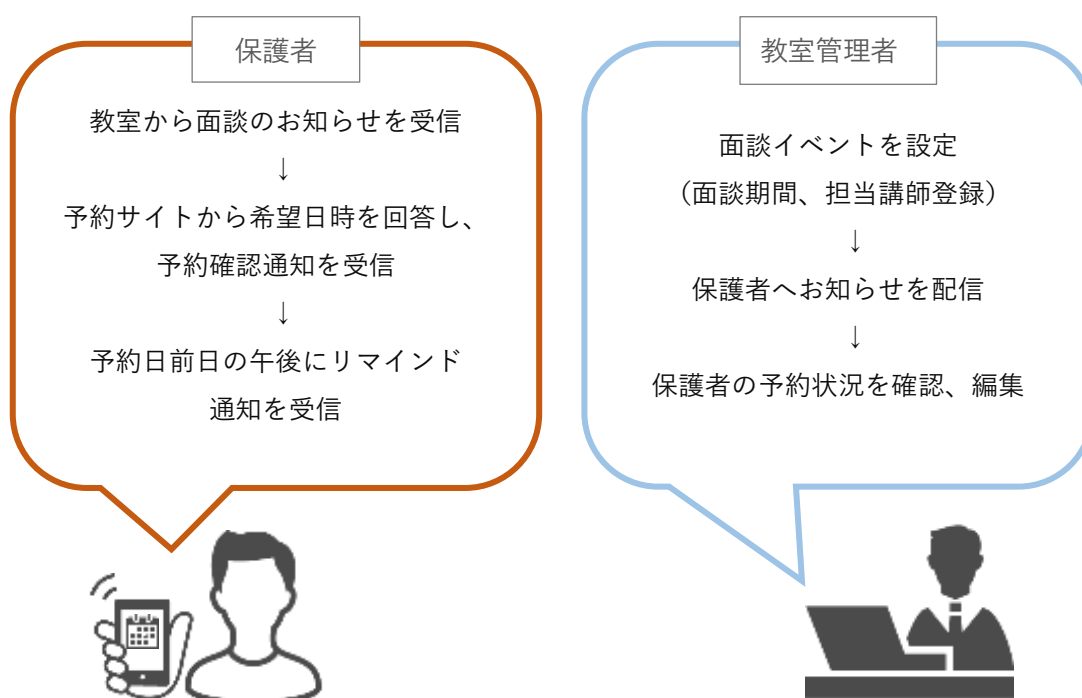 保護者
教室から面談のお知らせを受信
↓
予約サイトから希望日時を回答し、
予約確認通知を受信
↓
予約日前日の午後にリマインド
通知を受信
教室管理者
面談イベントを設定
（面談期間、担当講師登録）
↓
保護者へお知らせを配信
↓
保護者の予約状況を確認、編集